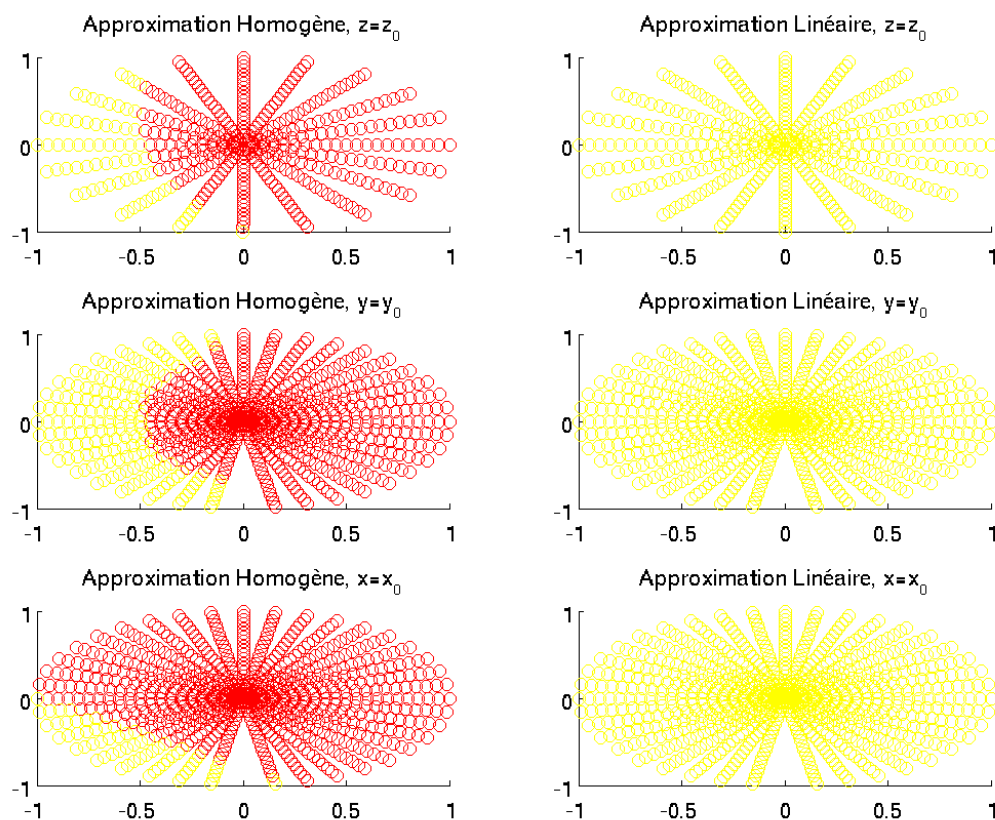 Approximation Homogène, z=z0
Approximation Linéaire, z=z0
1
0
-1
-1 -0.5 0 0.5 1
1
0
-1
-1 -0.5 0 0.5 1
Approximation Homogène, y=y0
Approximation Linéaire, y=y0
1
0
-1
-1 -0.5 0 0.5 1
1
0
-1
-1 -0.5 0 0.5 1
Approximation Homogène, x=x0
Approximation Linéaire, x=x0
1
0
-1
-1 -0.5 0 0.5 1
1
0
-1
-1 -0.5 0 0.5 1